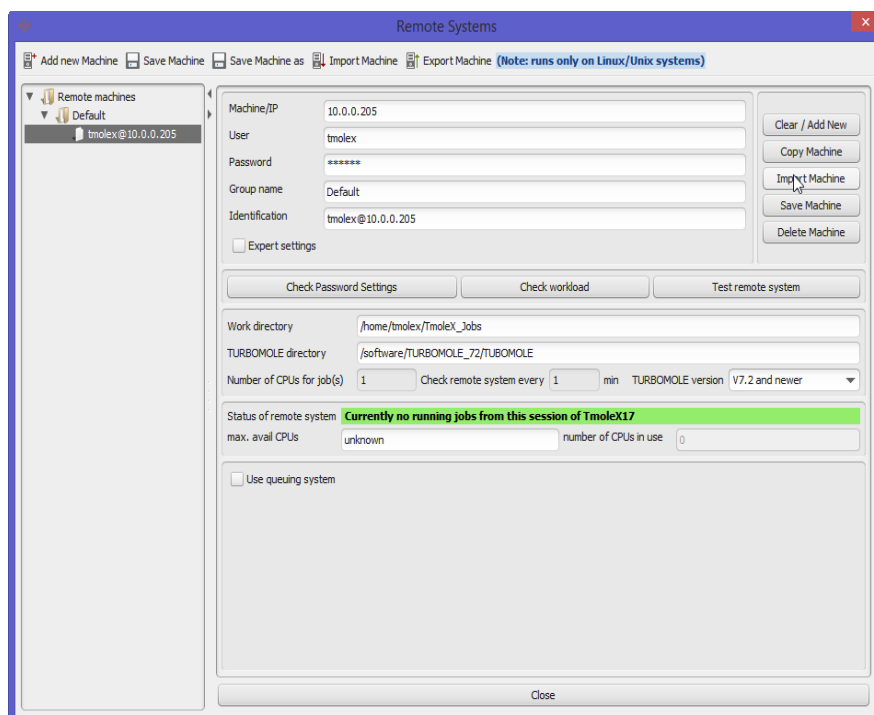 Remote Systems
Add new Machine Save Machine Save Machine as Import Machine Export Machine (Note: runs only on Linux/Unix systems)
Remote machines
Default
tmolex@10.0.0.205
Machine/IP 10.0.0.205
User tmolex
Password ******
Group name Default
Identification tmolex@10.0.0.205
Expert settings
Clear / Add New
Copy Machine
Import Machine
Save Machine
Delete Machine
Check Password Settings Check workload Test remote system
Work directory /home/tmolex/TmoleX_Jobs
TURBOMOLE directory /software/TURBOMOLE_72/TUBOMOLE
Number of CPUs for job(s) 1 Check remote system every 1 min TURBOMOLE version V7.2 and newer
Status of remote system Currently no running jobs from this session of TmoleX17
max. avail CPUs unknown number of CPUs in use 0
Use queuing system
Close